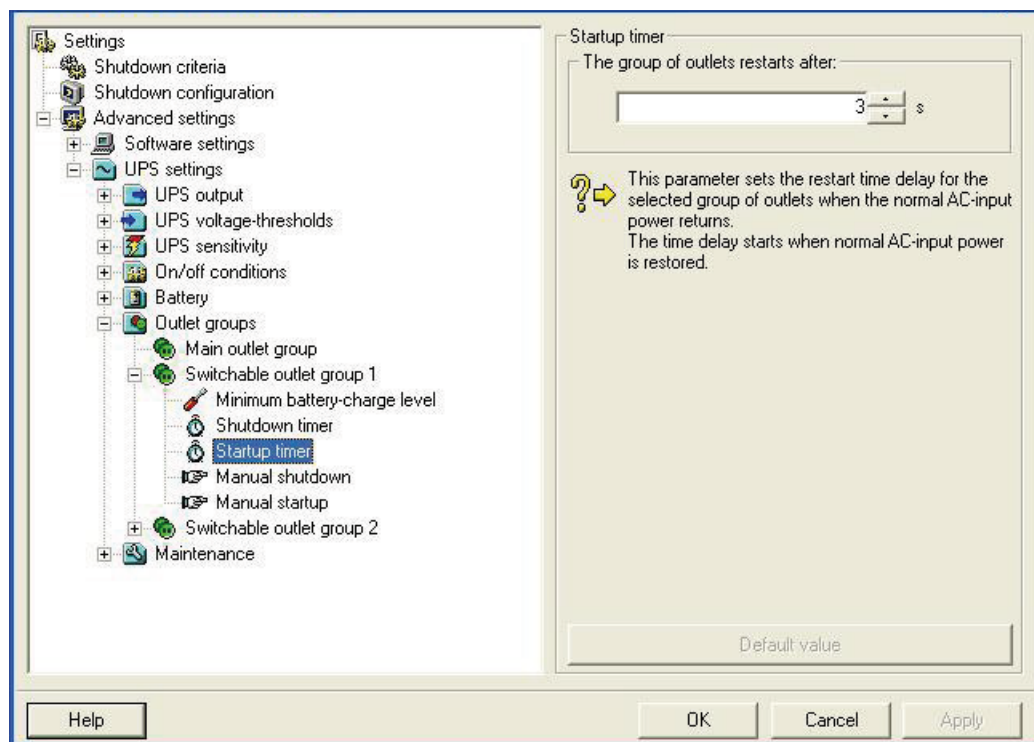 Settings
Shutdown criteria
Shutdown configuration
Advanced settings
Software settings
UPS settings
UPS output
UPS voltage-thresholds
UPS sensitivity
On/off conditions
Battery
Outlet groups
Main outlet group
Switchable outlet group 1
Minimum battery-charge level
Shutdown timer
Startup timer
Manual shutdown
Manual startup
Switchable outlet group 2
Maintenance
Startup timer
The group of outlets restarts after:
3 s
This parameter sets the restart time delay for the
selected group of outlets when the normal AC-input
power returns.
The time delay starts when normal AC-input power
is restored.
Default value
Help OK Cancel Apply